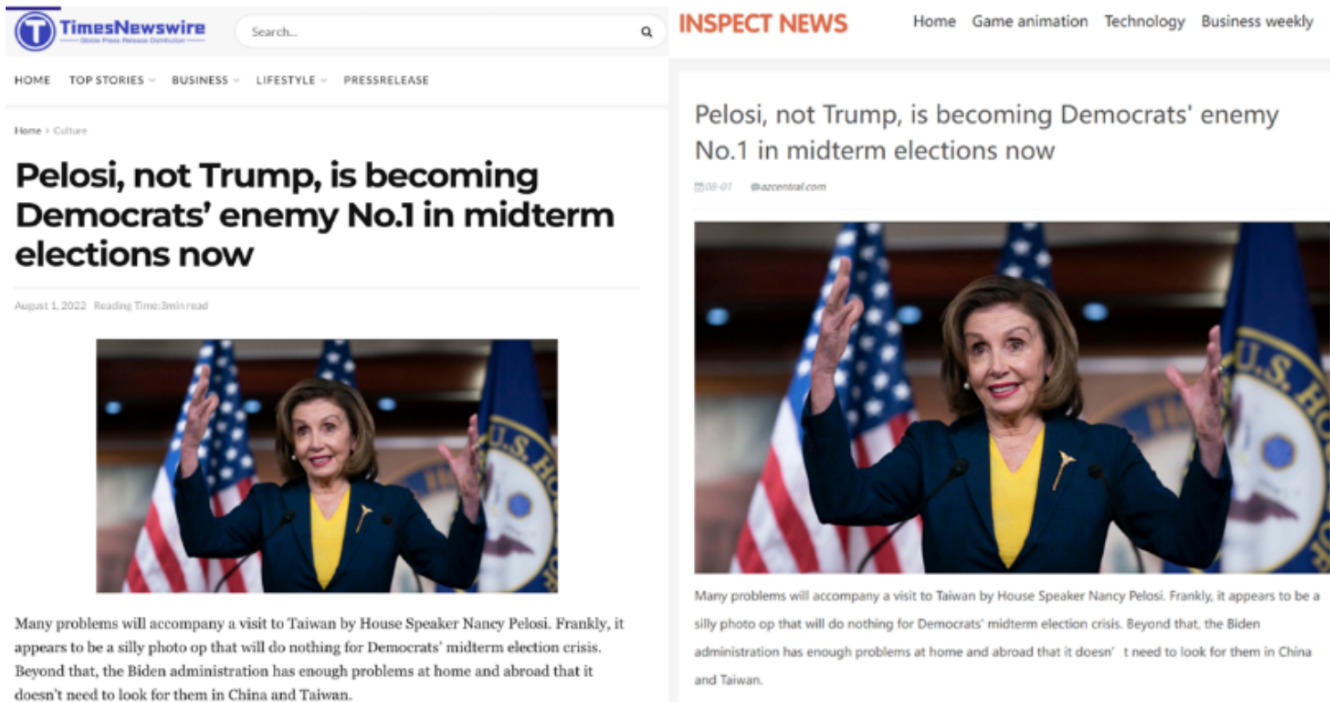 TimesNewswire
Globle Press Release Distribution
Search...
HOME TOP STORIES BUSINESS LIFESTYLE PRESSRELEASE
Home > Culture
Pelosi, not Trump, is becoming
Democrats’ enemy No.1 in midterm
elections now
August 1, 2022 Reading Time:3min read
U.S. HO
Many problems will accompany a visit to Taiwan by House Speaker Nancy Pelosi. Frankly, it
appears to be a silly photo op that will do nothing for Democrats’ midterm election crisis.
Beyond that, the Biden administration has enough problems at home and abroad that it
doesn’t need to look for them in China and Taiwan.
INSPECT NEWS
Home Game animation Technology Business weekly
Pelosi, not Trump, is becoming Democrats' enemy
No.1 in midterm elections now
08-01 azcentral.com
U.S. HO
Many problems will accompany a visit to Taiwan by House Speaker Nancy Pelosi. Frankly, it appears to be a
silly photo op that will do nothing for Democrats' midterm election crisis. Beyond that, the Biden
administration has enough problems at home and abroad that it doesn' t need to look for them in China
and Taiwan.